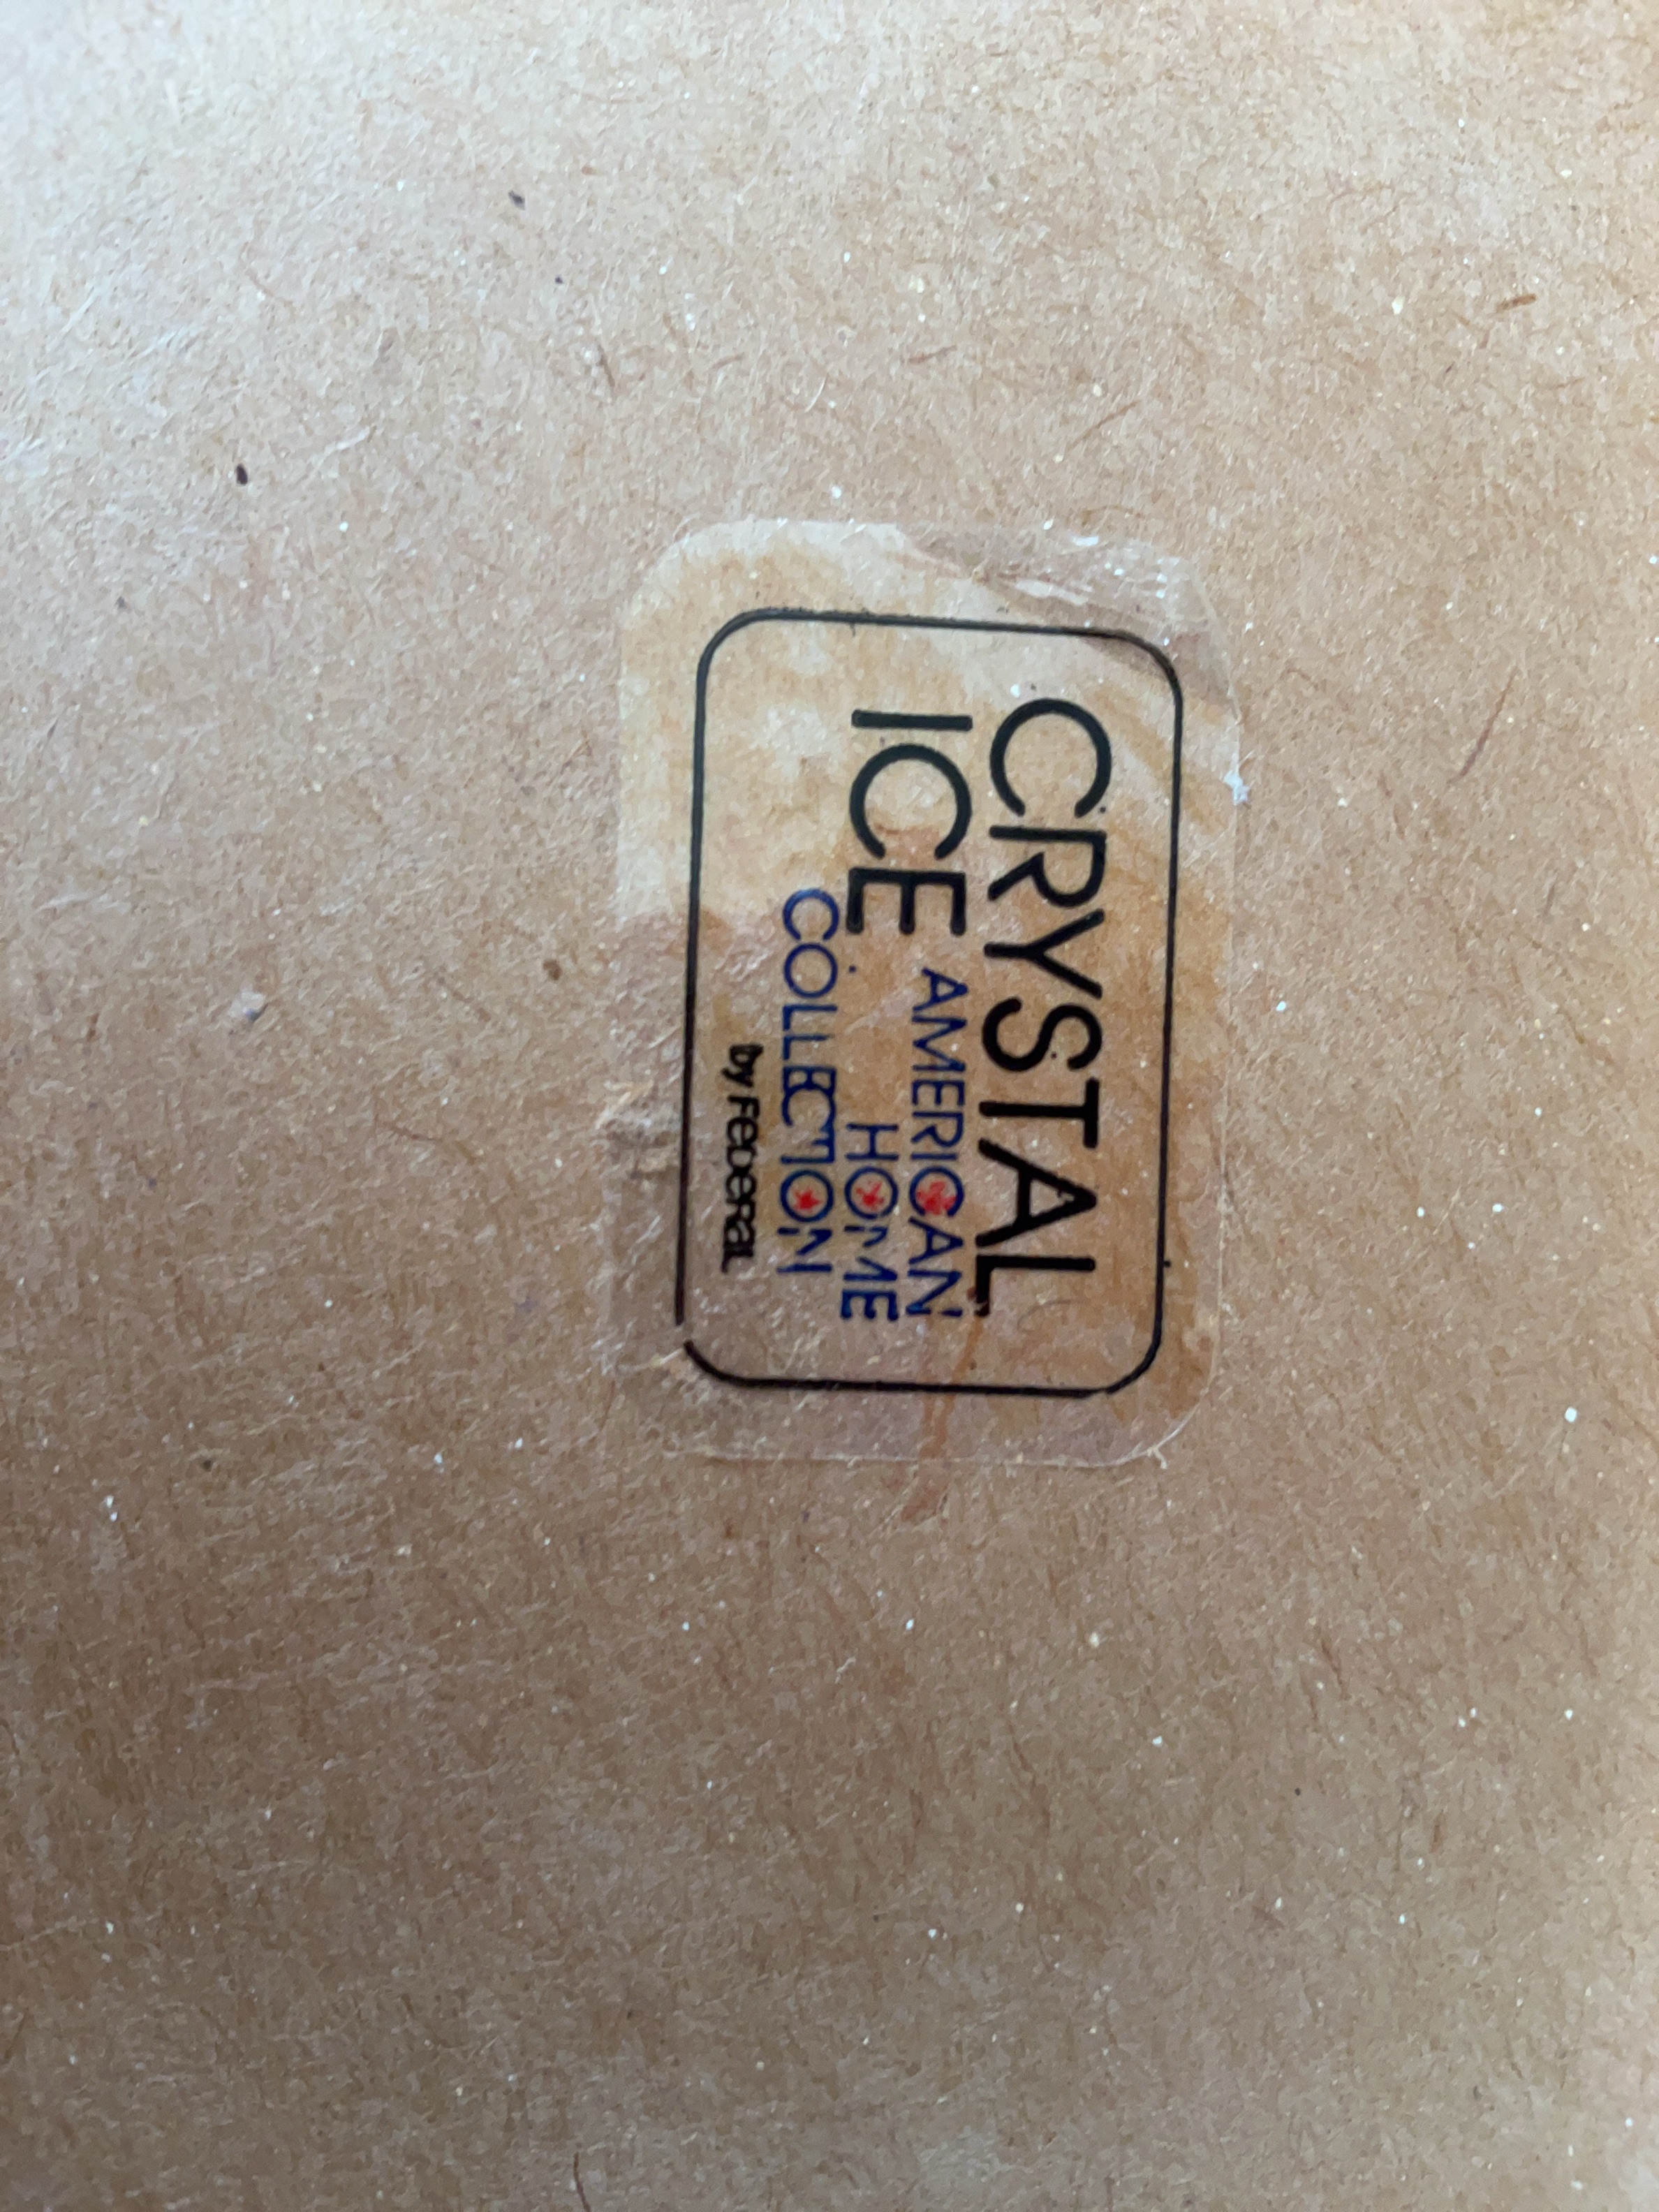 CRYSTAL
ICE
AMERICAN
HOME
COLLECTION
by FEDERAL